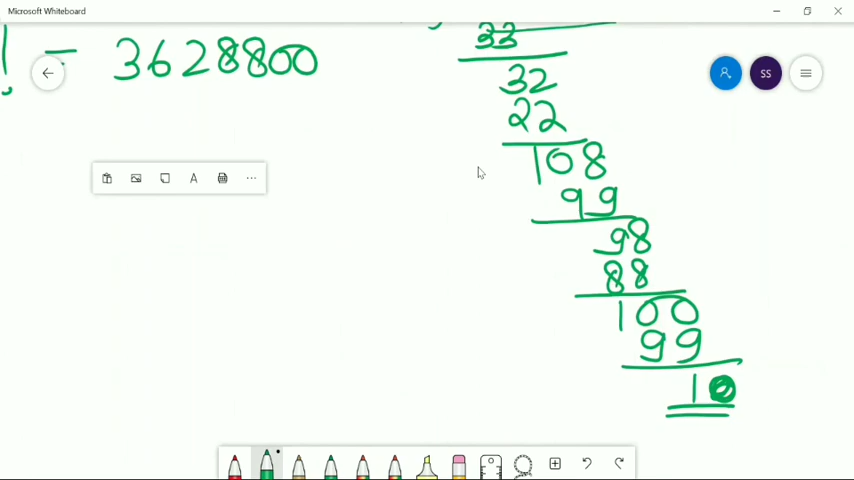 Microsoft Whiteboard
! = 3628800
33
32
22
108
99
98
88
100
99
10
SS
A